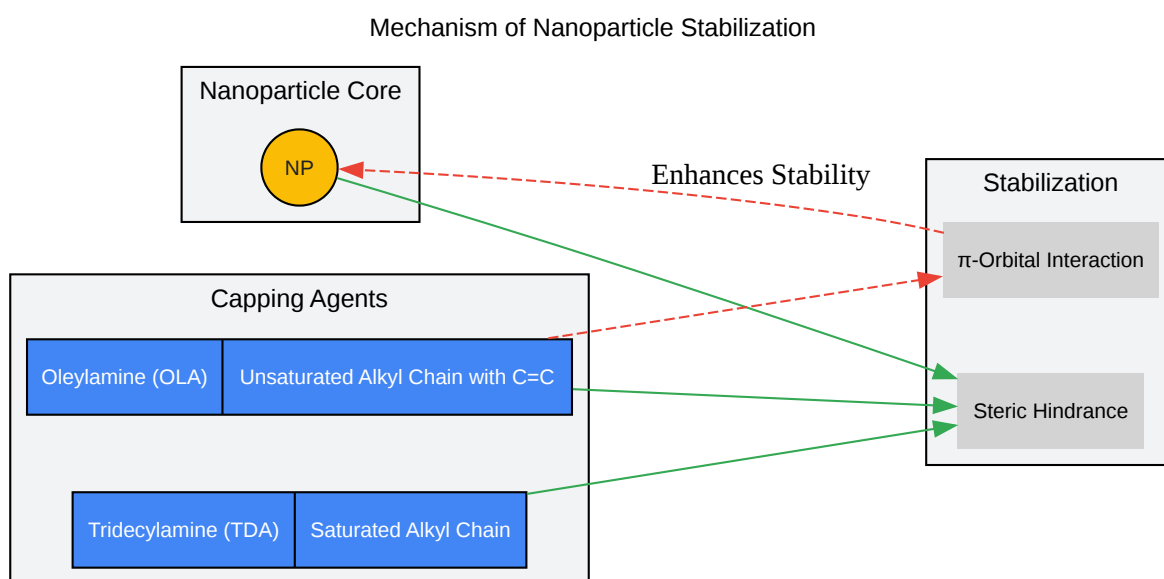 Mechanism of Nanoparticle Stabilization
Nanoparticle Core
NP
Enhances Stability
Stabilization
π-Orbital Interaction
Capping Agents
Oleylamine (OLA)
Unsaturated Alkyl Chain with C=C
Steric Hindrance
Tridecylamine (TDA)
Saturated Alkyl Chain